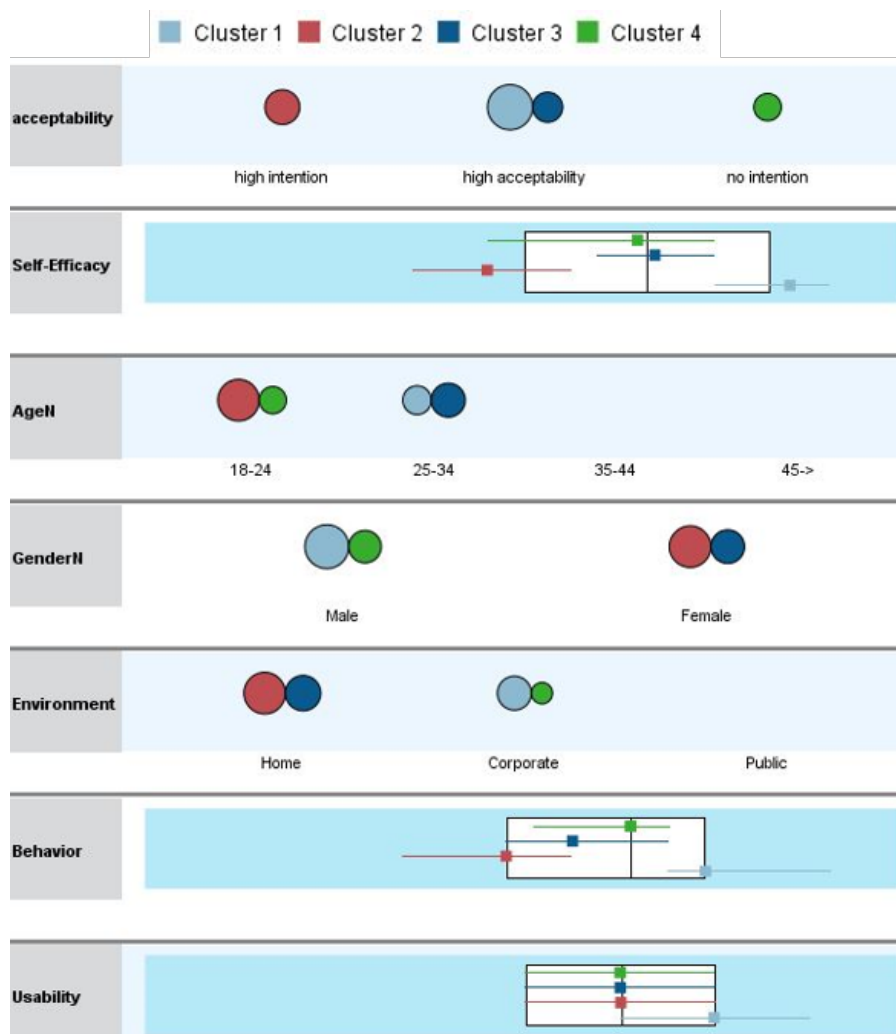 Cluster 1 Cluster 2 Cluster 3 Cluster 4
acceptability
high intention high acceptability no intention
Self-Efficacy
AgeN
18-24 25-34 35-44 45->
GenderN
Male Female
Environment
Home Corporate Public
Behavior
Usability